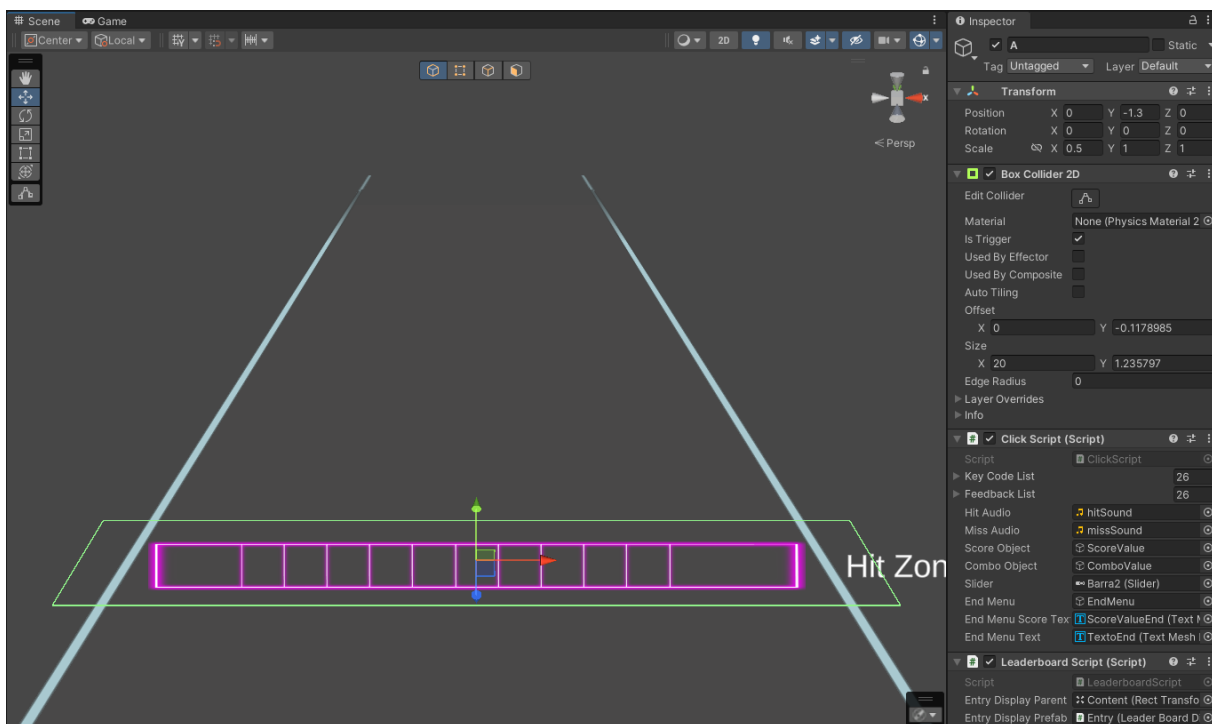 Scene Game
Center Local 2D
x
Persp
Hit Zon
Inspector
A Static
Tag Untagged Layer Default
Transform
Position X 0 Y -1.3 Z 0
Rotation X 0 Y 0 Z 0
Scale X 0.5 Y 1 Z 1
Box Collider 2D
Edit Collider
Material None (Physics Material 2
Is Trigger
Used By Effector
Used By Composite
Auto Tiling
Offset
X 0 Y -0.1178985
Size
X 20 Y 1.235797
Edge Radius 0
Layer Overrides
Info
Click Script (Script)
Script ClickScript
Key Code List 26
Feedback List 26
Hit Audio hitSound
Miss Audio missSound
Score Object ScoreValue
Combo Object ComboValue
Slider Barra2 (Slider)
End Menu EndMenu
End Menu Score Tex ScoreValueEnd (Text M
End Menu Text TextoEnd (Text Mesh
Leaderboard Script (Script)
Script LeaderboardScript
Entry Display Parent Content (Rect Transfo
Entry Display Prefab Entry (Leader Board D